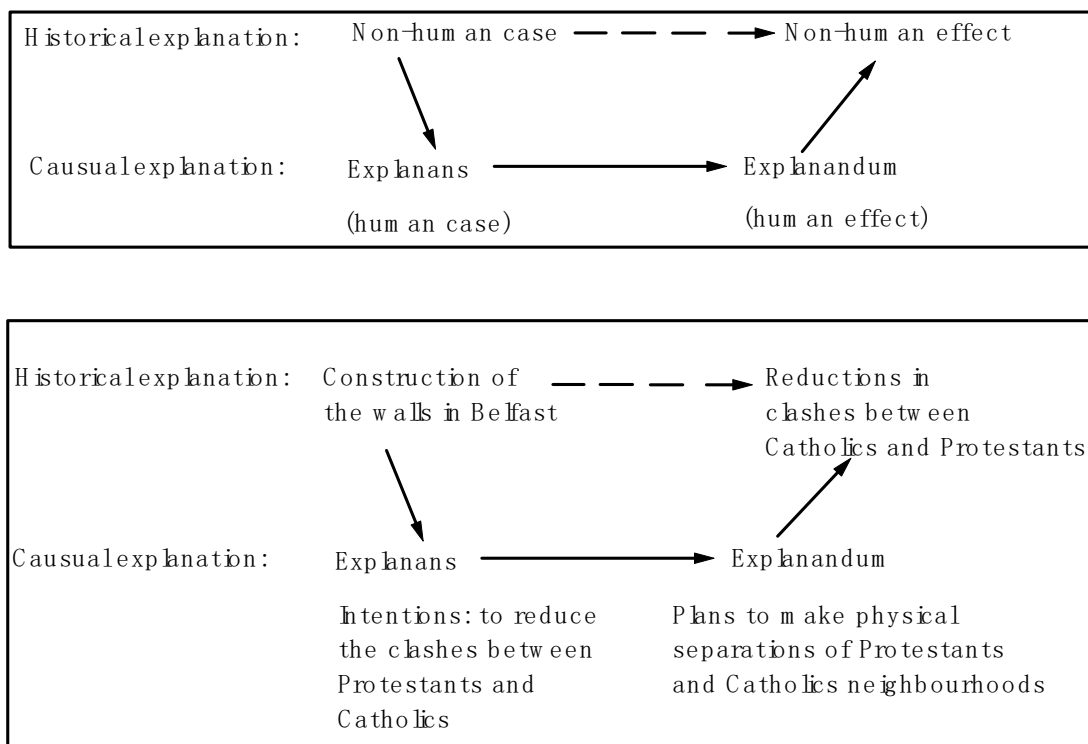 Historical explanation: Non-human case Non-human effect
Causual explanation: Explanans Explanandum
(human case) (human effect)
Historical explanation: Construction of Reductions in
the walls in Belfast clashes between
Catholics and Protestants
Causual explanation: Explanans Explanandum
Intentions: to reduce Plans to make physical
the clashes between separations of Protestants
Protestants and and Catholics neighbourhoods
Catholics